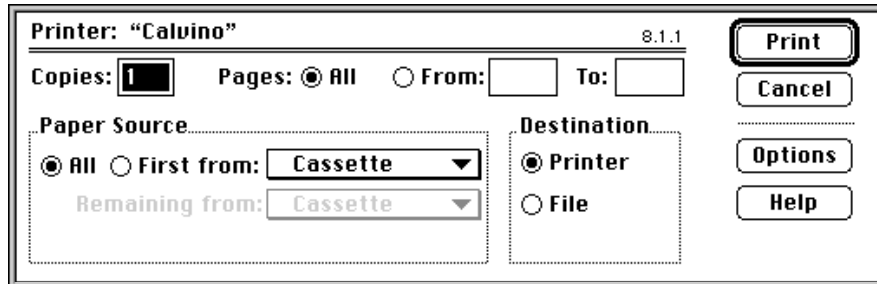 Printer: “Calvino” 8.1.1 Print
Copies: 1 Pages: All From: To: Cancel
Paper Source Destination
All First from: Cassette Printer Options
Remaining from: Cassette File Help